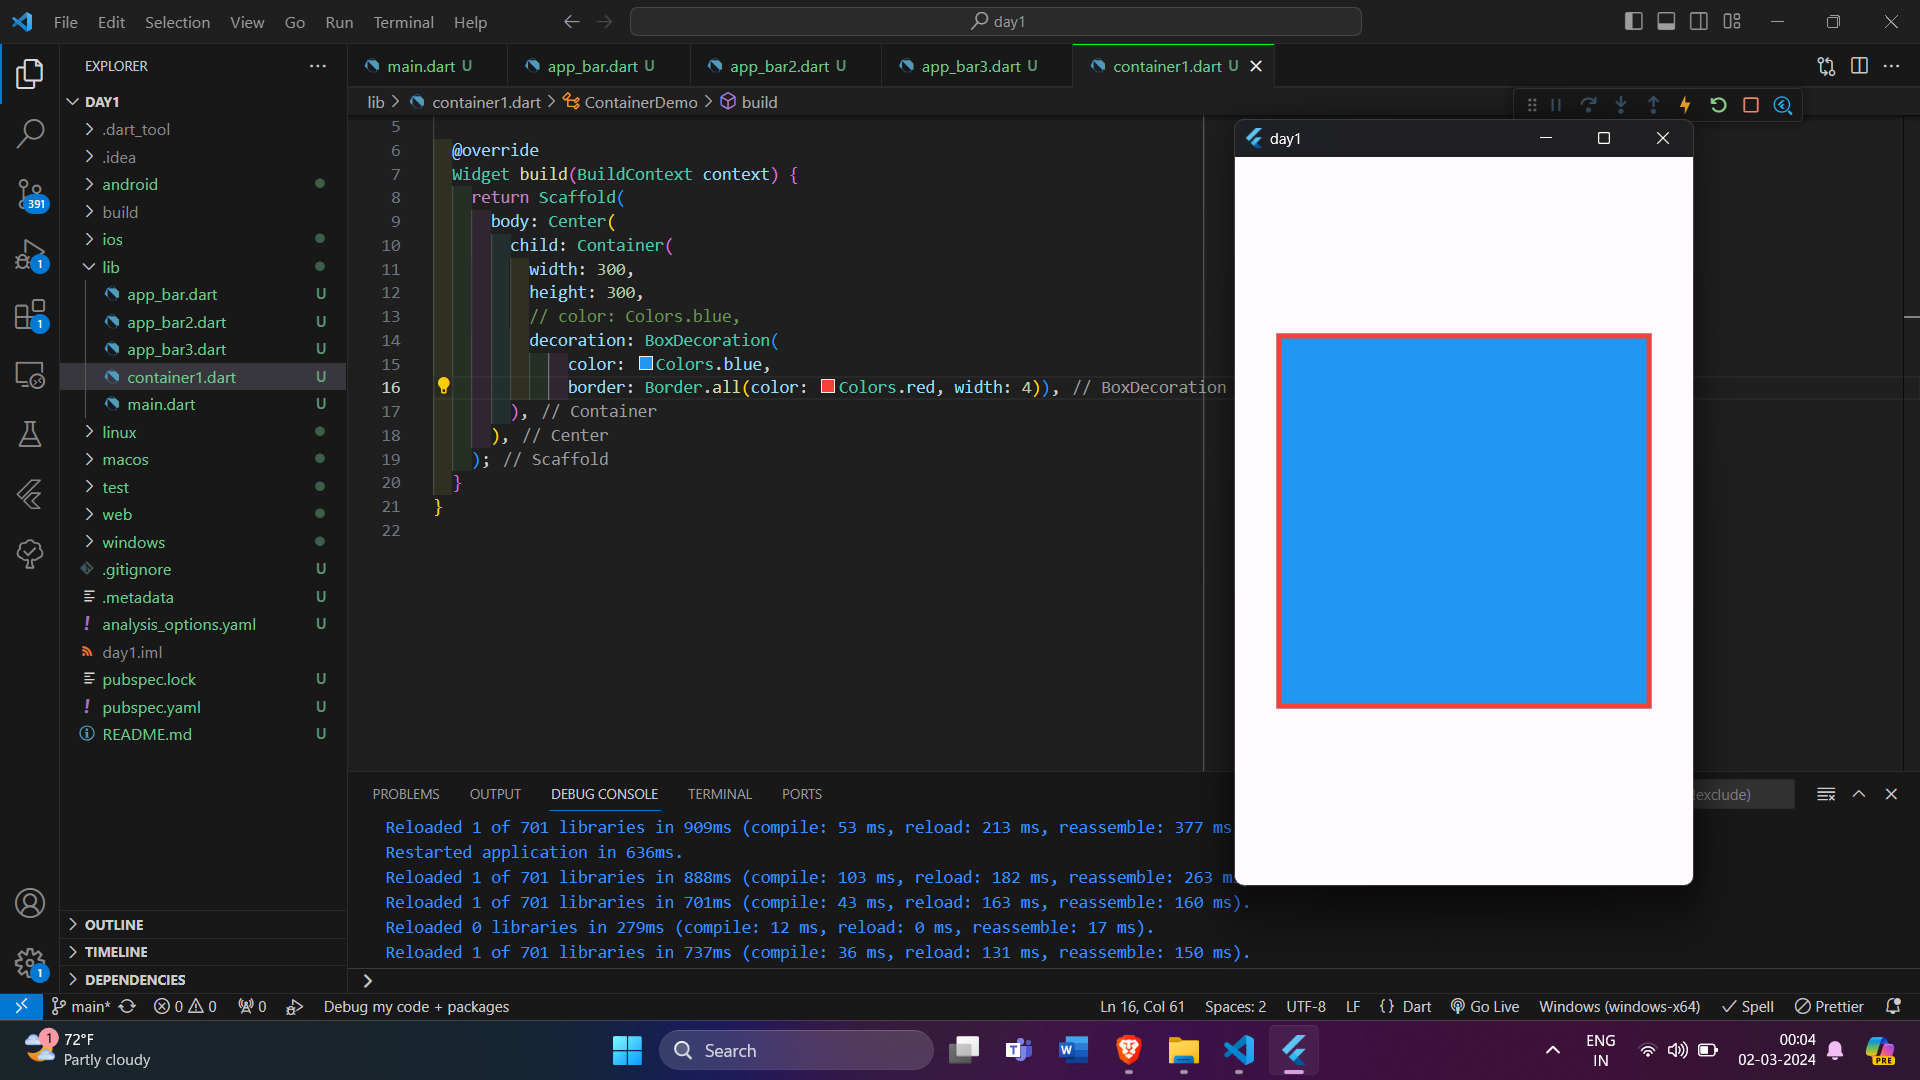 File Edit Selection View Go Run Terminal Help
day1
EXPLORER
DAY1
.dart_tool
.idea
android
build
ios
lib
app_bar.dart U
app_bar2.dart U
app_bar3.dart U
container1.dart U
main.dart U
linux
macos
test
web
windows
.gitignore U
.metadata U
analysis_options.yaml U
day1.iml
pubspec.lock U
pubspec.yaml U
README.md U
OUTLINE
TIMELINE
DEPENDENCIES
391
1
1
1
main.dart U
app_bar.dart U
app_bar2.dart U
app_bar3.dart U
container1.dart U
lib > container1.dart > ContainerDemo > build
5
6 @override
7 Widget build(BuildContext context) {
8 return Scaffold(
9 body: Center(
10 child: Container(
11 width: 300,
12 height: 300,
13 // color: Colors.blue,
14 decoration: BoxDecoration(
15 color: Colors.blue,
16 border: Border.all(color: Colors.red, width: 4)), // BoxDecoration
17 ), // Container
18 ), // Center
19 ); // Scaffold
20 }
21 }
22
day1
PROBLEMS OUTPUT DEBUG CONSOLE TERMINAL PORTS
exclude)
Reloaded 1 of 701 libraries in 909ms (compile: 53 ms, reload: 213 ms, reassemble: 377 ms
Restarted application in 636ms.
Reloaded 1 of 701 libraries in 888ms (compile: 103 ms, reload: 182 ms, reassemble: 263 m
Reloaded 1 of 701 libraries in 701ms (compile: 43 ms, reload: 163 ms, reassemble: 160 ms).
Reloaded 0 libraries in 279ms (compile: 12 ms, reload: 0 ms, reassemble: 17 ms).
Reloaded 1 of 701 libraries in 737ms (compile: 36 ms, reload: 131 ms, reassemble: 150 ms).
>
main* 0 0 0 Debug my code + packages Ln 16, Col 61 Spaces: 2 UTF-8 LF {} Dart Go Live Windows (windows-x64) Spell Prettier
1
72°F
Partly cloudy
Search
ENG
IN
00:04
02-03-2024
PRE